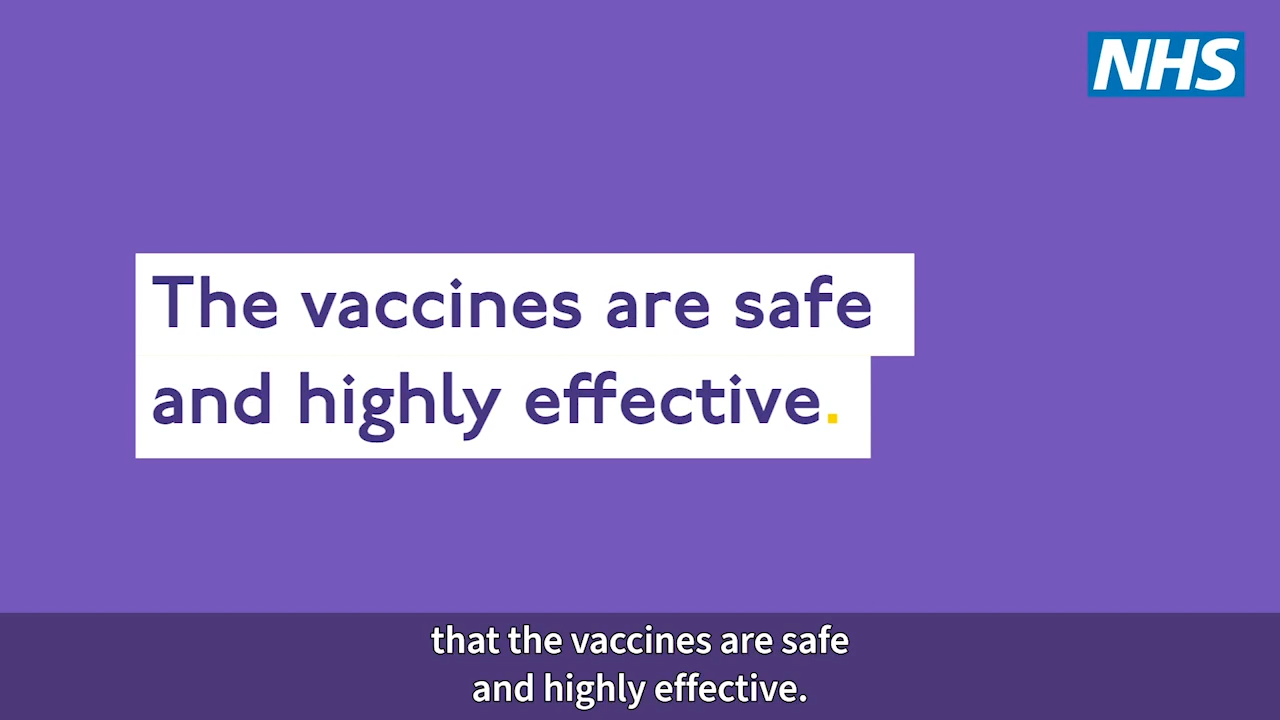 NHS
The vaccines are safe
and highly effective.
that the vaccines are safe
and highly effective.